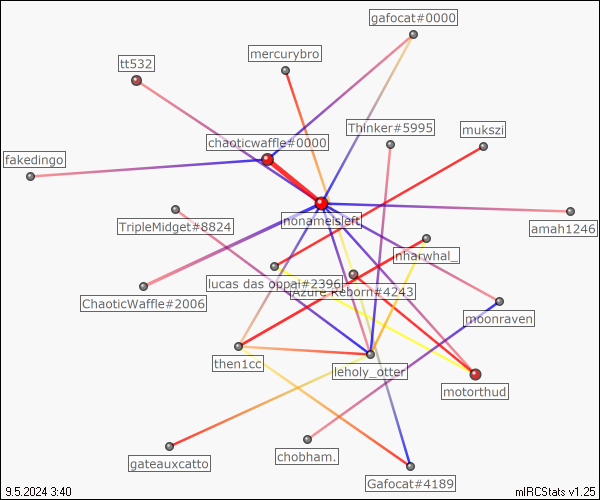 gafocat#0000
mercurybro
tt532
Thinker#5995
mukszi
chaoticwaffle#0000
fakedingo
nonameisleft
amah1246
TripleMidget#8824
nharwhal_
lucas das oppai#2396
Azure Reborn#4243
ChaoticWaffle#2006
moonraven
then1cc
leholy_otter
motorthud
gateauxcatto
chobham.
Gafocat#4189
9.5.2024 3:40
mIRCStats v1.25